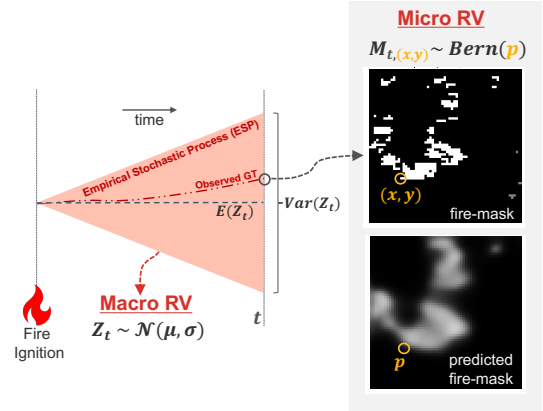 Micro RV
M_{t,(x,y)} ~ Bern(p)
time
Empirical Stochastic Process (ESP)
Observed GT
E(Z_t)
Var(Z_t)
(x, y)
fire-mask
Macro RV
Z_t ~ 𝒩(μ, σ)
t
Fire
Ignition
p
predicted
fire-mask